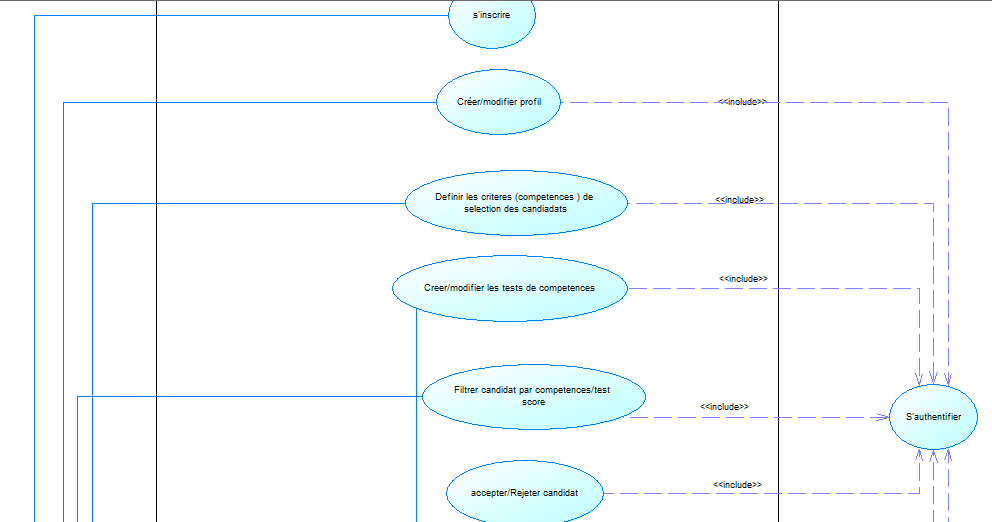 s'inscrire
Créer/modifier profil
<<include>>
Definir les criteres (competences ) de
selection des candiadats
<<include>>
Creer/modifier les tests de competences
<<include>>
Filtrer candidat par competences/test
score
<<include>>
S'authentifier
accepter/Rejeter candidat
<<include>>